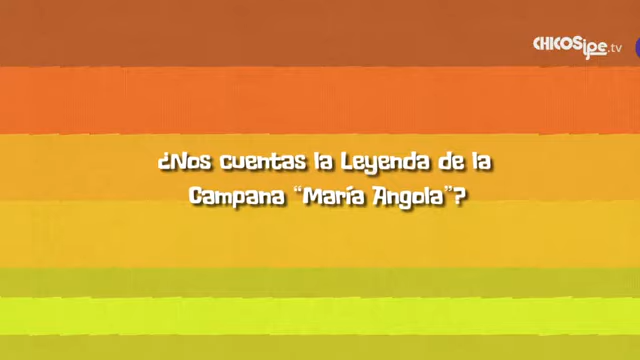 CHICOSipe.tv
¿Nos cuentas la Leyenda de la
Campana “María Angola”?